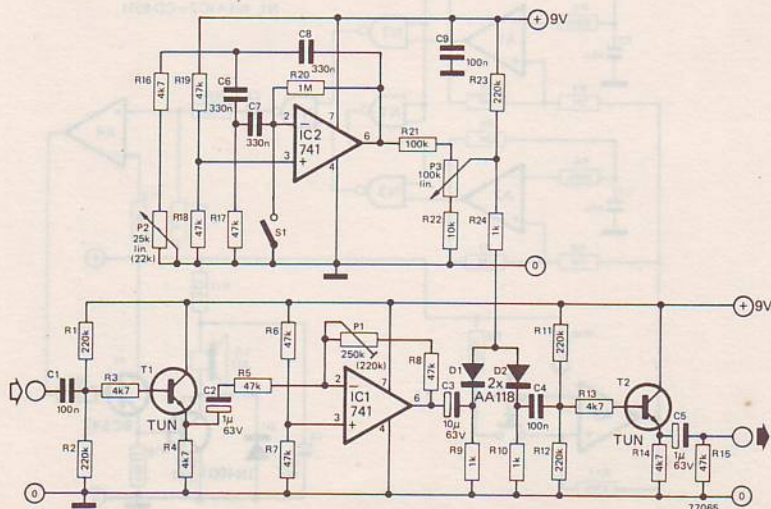 9V
C8
330n
C9
100n
R16
4k7
R19
47k
C6
330n
R20
1M
R23
220k
C7
330n
2
3
7
4
6
IC2
741
R21
100k
P3
100k
lin.
P2
25k
lin
(22k)
R18
47k
R17
47k
S1
R22
10k
R24
1k
0
9V
R1
220k
R6
47k
P1
250k
(220k)
R11
220k
C1
100n
R3
4k7
T1
TUN
R5
47k
C2
1µ
63V
R8
47k
2
3
7
4
6
IC1
741
C3
10µ
63V
D1
D2
2x
AA118
C4
100n
R13
4k7
T2
TUN
C5
1µ
63V
R2
220k
R4
4k7
R7
47k
R9
1k
R10
1k
R12
220k
R14
4k7
R15
47k
0
77065